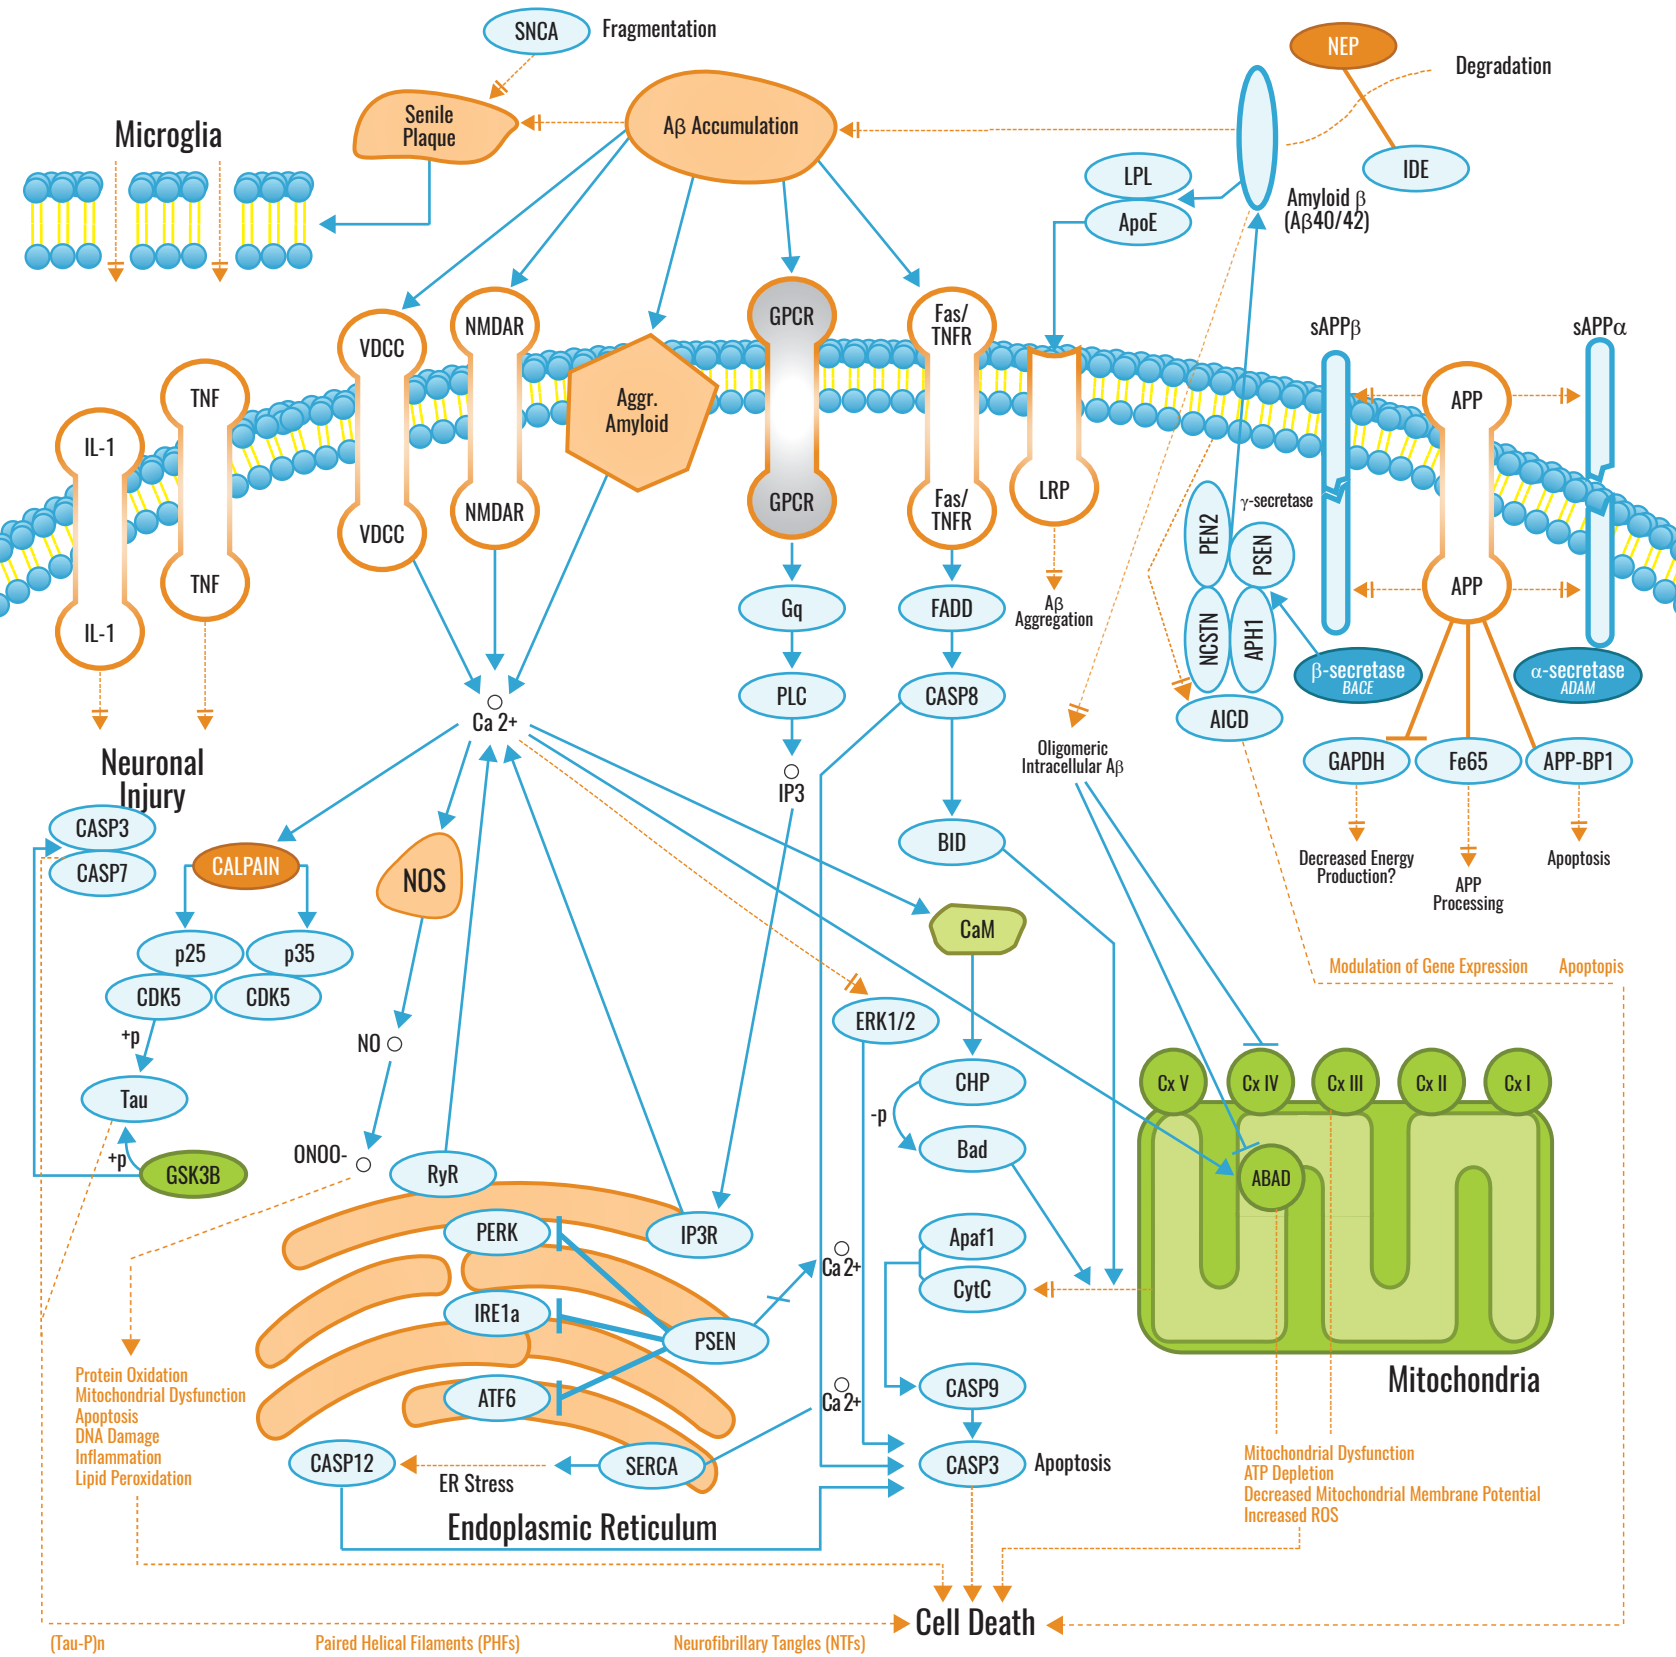 SNCA
Fragmentation
NEP
Degradation
Senile
Plaque
Aβ Accumulation
Microglia
LPL
ApoE
IDE
Amyloid β
(Aβ40/42)
GPCR
Fas/
TNFR
NMDAR
VDCC
sAPPβ
sAPPα
TNF
Aggr.
Amyloid
APP
IL-1
LRP
γ-secretase
GPCR
Fas/
TNFR
NMDAR
VDCC
PEN2
PSEN
TNF
APP
Gq
FADD
Aβ
Aggregation
IL-1
NCSTN
APH1
β-secretase
BACE
α-secretase
ADAM
PLC
CASP8
AICD
Ca 2+
Neuronal
Injury
Oligomeric
Intracellular Aβ
GAPDH
Fe65
APP-BP1
IP3
CASP3
CASP7
CALPAIN
NOS
BID
Decreased Energy
Production?
APP
Processing
Apoptosis
CaM
p25
p35
CDK5
CDK5
Modulation of Gene Expression
Apoptopis
ERK1/2
+p
NO
Tau
CHP
-p
Bad
Cx V
Cx IV
Cx III
Cx II
Cx I
+p
GSK3B
ONOO-
RyR
ABAD
PERK
IP3R
Apaf1
Ca 2+
CytC
IRE1a
PSEN
Mitochondria
Protein Oxidation
Mitochondrial Dysfunction
Apoptosis
DNA Damage
Inflammation
Lipid Peroxidation
ATF6
Ca 2+
CASP9
CASP12
ER Stress
SERCA
CASP3
Apoptosis
Mitochondrial Dysfunction
ATP Depletion
Decreased Mitochondrial Membrane Potential
Increased ROS
Endoplasmic Reticulum
Cell Death
(Tau-P)n
Paired Helical Filaments (PHFs)
Neurofibrillary Tangles (NTFs)